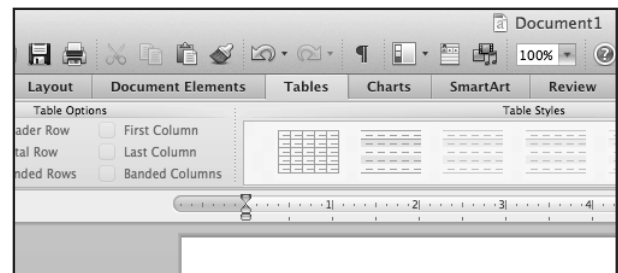 Document1
100%
Layout Document Elements Tables Charts SmartArt Review
Table Options Table Styles
ader Row First Column
tal Row Last Column
nded Rows Banded Columns
1 2 3 4